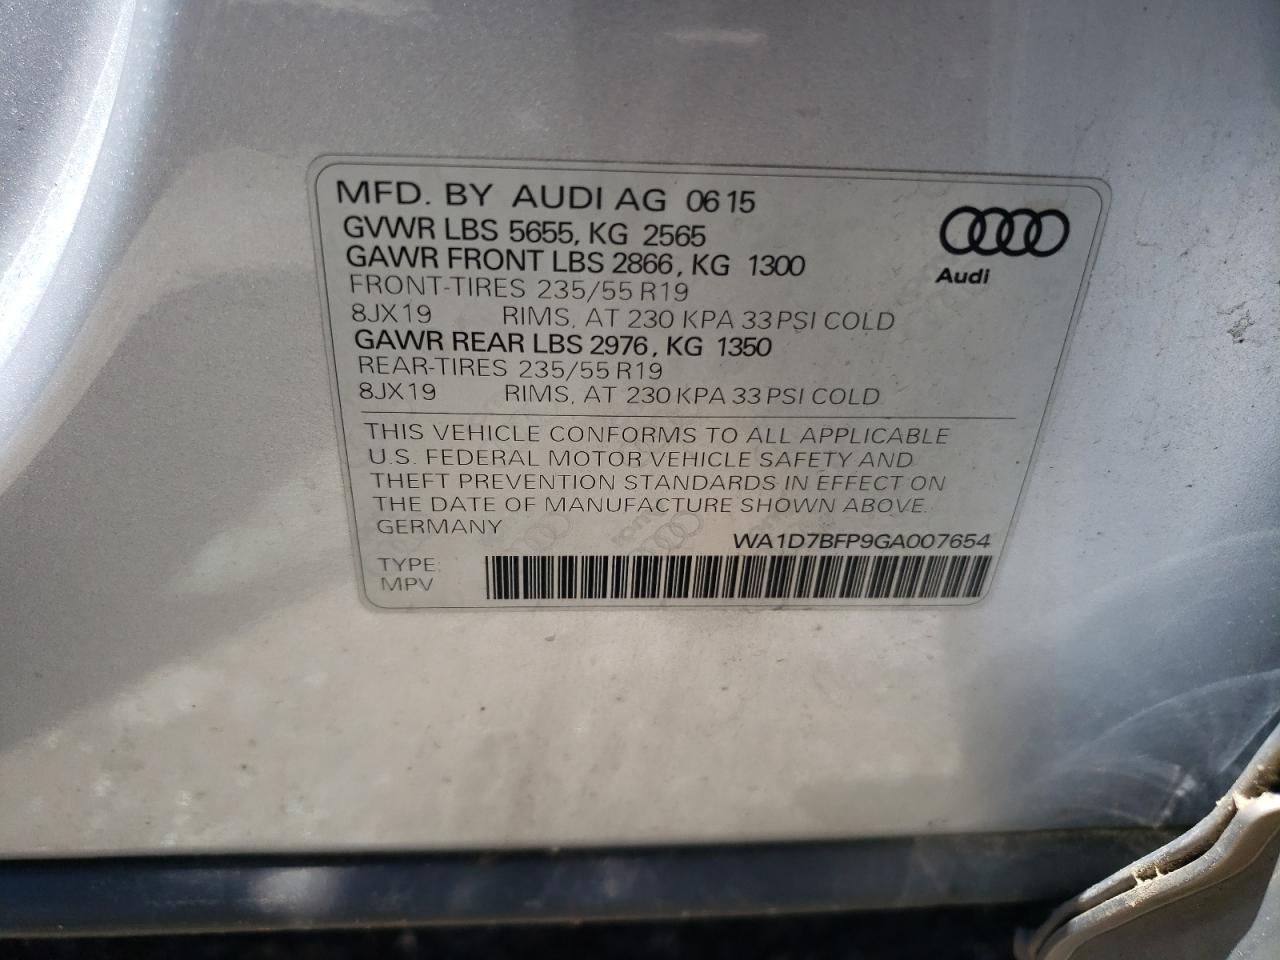 MFD. BY AUDI AG 06 15
GVWR LBS 5655, KG 2565
GAWR FRONT LBS 2866, KG 1300
FRONT-TIRES 235/55 R19
8JX19 RIMS, AT 230 KPA 33 PSI COLD
GAWR REAR LBS 2976, KG 1350
REAR-TIRES 235/55 R19
8JX19 RIMS, AT 230 KPA 33 PSI COLD
Audi
THIS VEHICLE CONFORMS TO ALL APPLICABLE
U.S. FEDERAL MOTOR VEHICLE SAFETY AND
THEFT PREVENTION STANDARDS IN EFFECT ON
THE DATE OF MANUFACTURE SHOWN ABOVE.
GERMANY
WA1D7BFP9GA007654
TYPE:
MPV